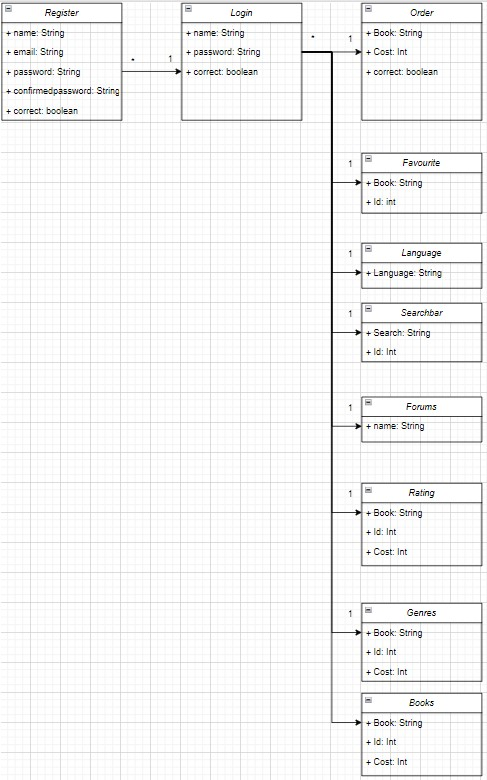 Register
+ name: String
+ email: String
+ password: String
+ confirmedpassword: String
+ correct: boolean
* 1
Login
+ name: String
+ password: String
+ correct: boolean
*
1
Order
+ Book: String
+ Cost: Int
+ correct: boolean
1
Favourite
+ Book: String
+ Id: int
1
Language
+ Language: String
1
Searchbar
+ Search: String
+ Id: Int
1
Forums
+ name: String
1
Rating
+ Book: String
+ Id: Int
+ Cost: Int
1
Genres
+ Book: String
+ Id: Int
+ Cost: Int
Books
+ Book: String
+ Id: Int
+ Cost: Int